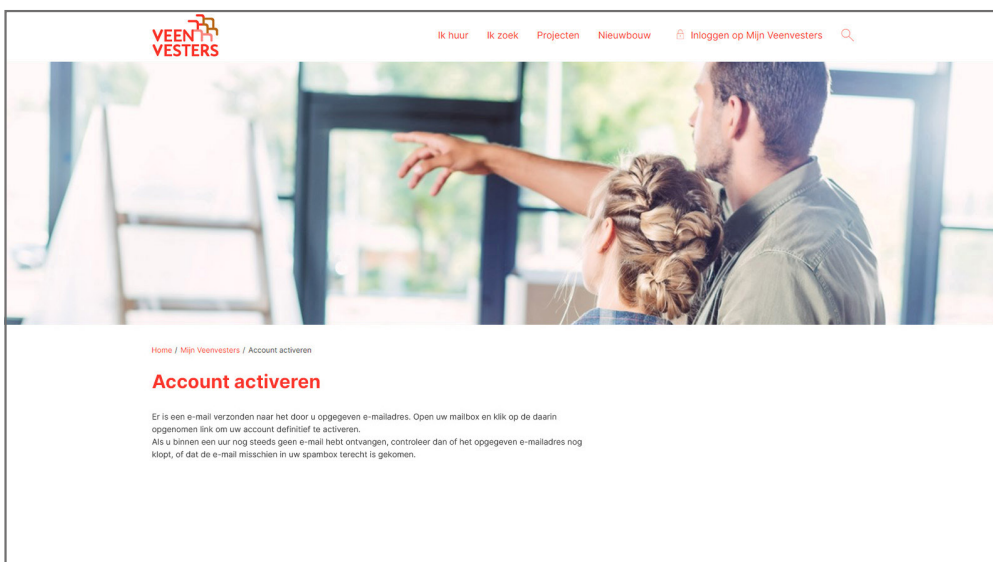 VEEN
VESTERS
Ik huur Ik zoek Projecten Nieuwbouw Inloggen op Mijn Veenvesters
Home / Mijn Veenvesters / Account activeren
Account activeren
Er is een e-mail verzonden naar het door u opgegeven e-mailadres. Open uw mailbox en klik op de daarin
opgenomen link om uw account definitief te activeren.
Als u binnen een uur nog steeds geen e-mail hebt ontvangen, controleer dan of het opgegeven e-mailadres nog
klopt, of dat de e-mail misschien in uw spambox terecht is gekomen.